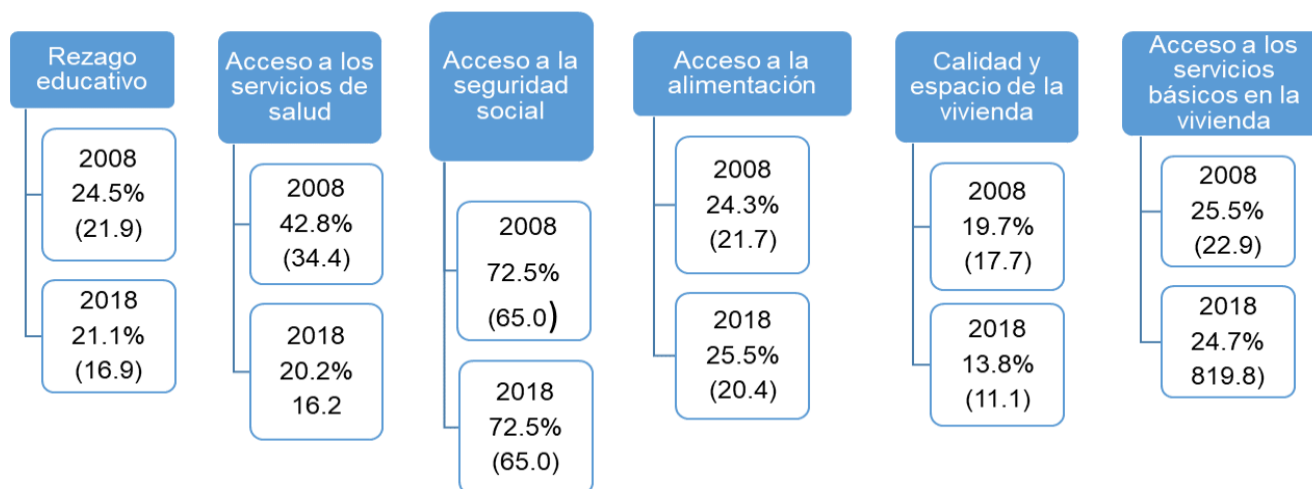 Rezago
educativo
2008
24.5%
(21.9)
2018
21.1%
(16.9)
Acceso a los
servicios de
salud
2008
42.8%
(34.4)
2018
20.2%
16.2
Acceso a la
seguridad
social
2008
72.5%
(65.0)
2018
72.5%
(65.0)
Acceso a la
alimentación
2008
24.3%
(21.7)
2018
25.5%
(20.4)
Calidad y
espacio de la
vivienda
2008
19.7%
(17.7)
2018
13.8%
(11.1)
Acceso a los
servicios
básicos en la
vivienda
2008
25.5%
(22.9)
2018
24.7%
819.8)